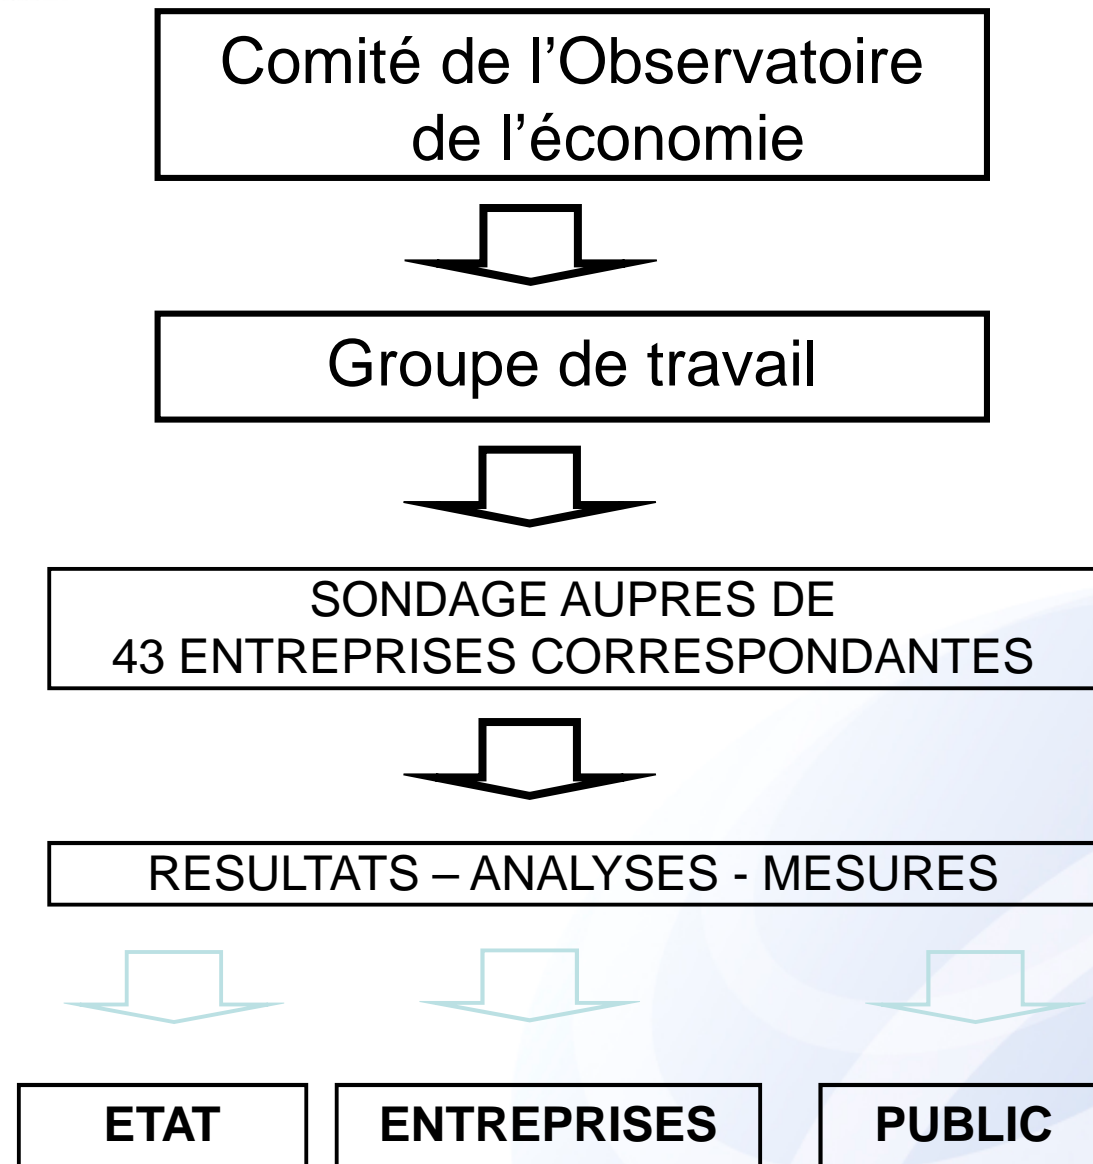 Comité de l’Observatoire
de l’économie
Groupe de travail
SONDAGE AUPRES DE
43 ENTREPRISES CORRESPONDANTES
RESULTATS – ANALYSES - MESURES
ETAT
ENTREPRISES
PUBLIC